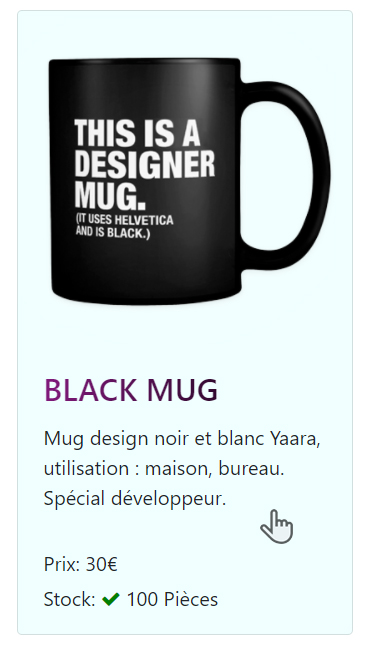 THIS IS A
DESIGNER
MUG.
(IT USES HELVETICA
AND IS BLACK.)
BLACK MUG
Mug design noir et blanc Yaara,
utilisation : maison, bureau.
Spécial développeur.
Prix: 30€
Stock: ✔ 100 Pièces